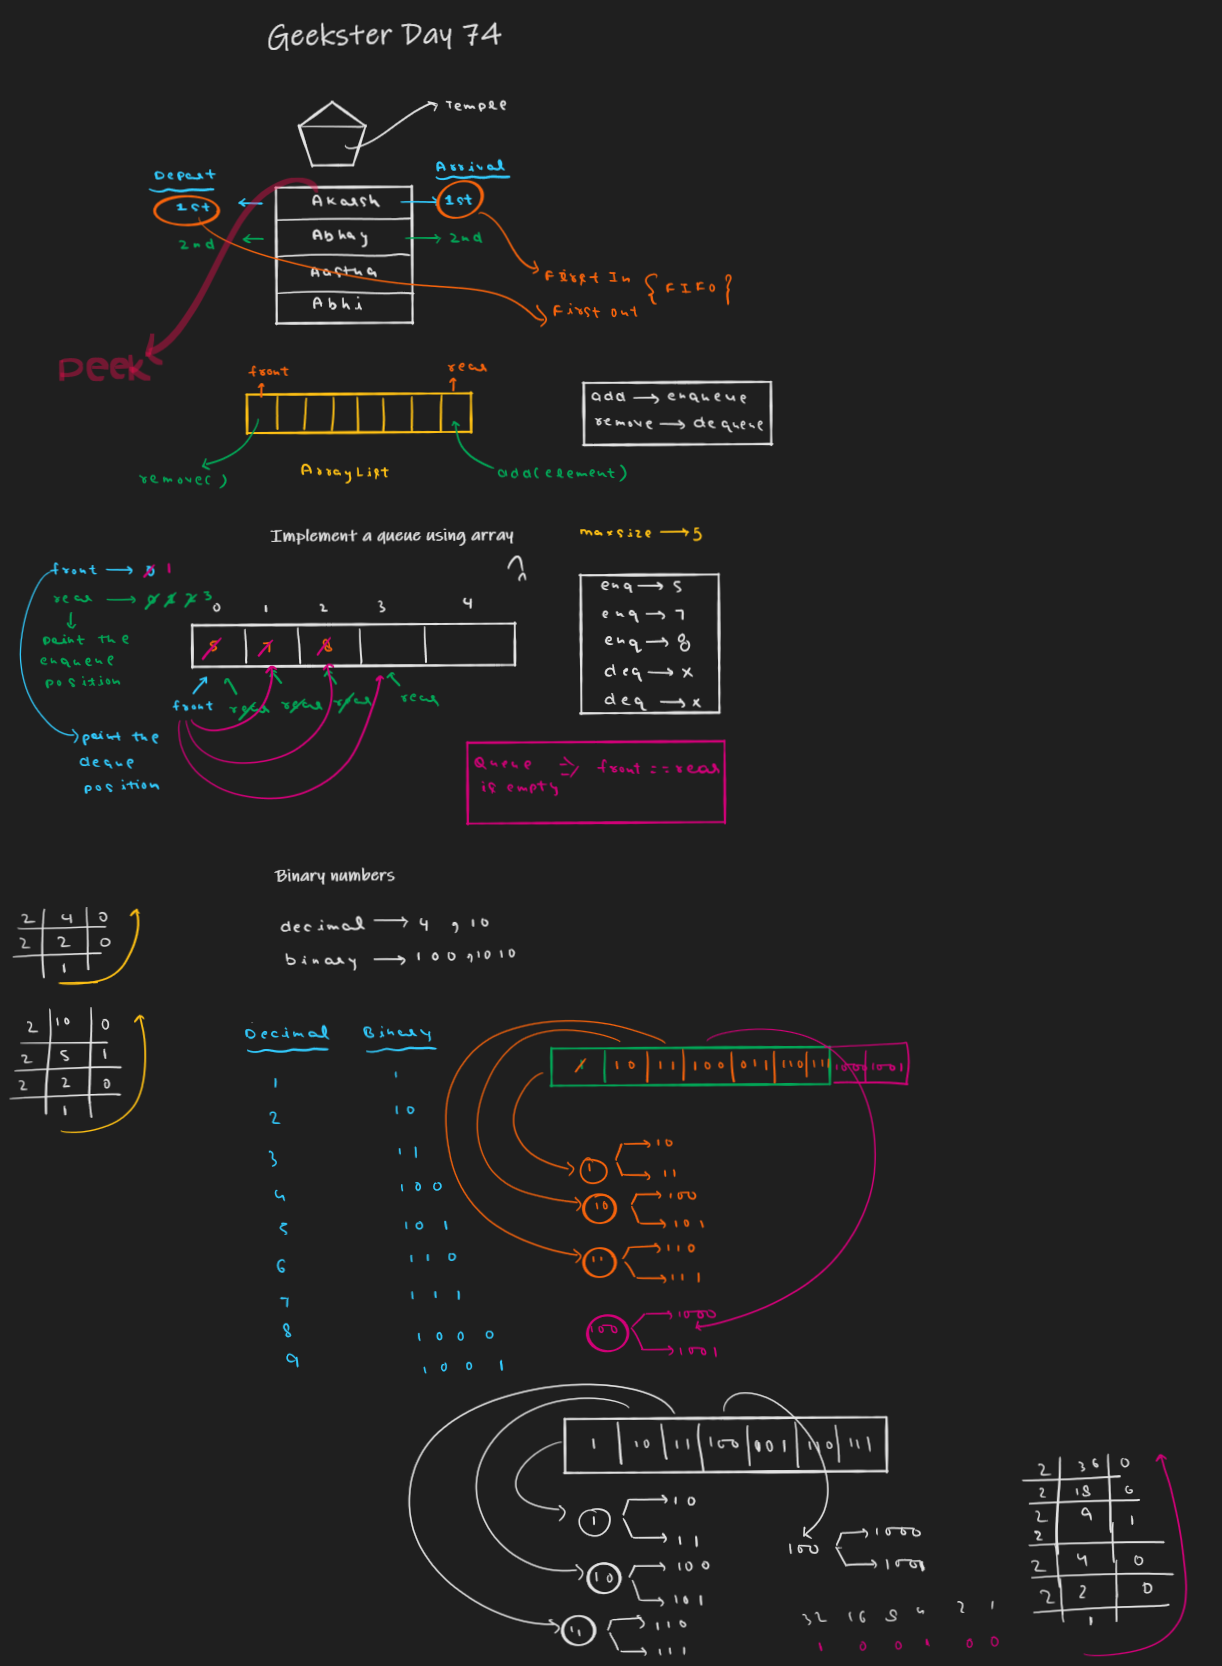 Geekster Day 74
Temple
Depart
Arrival
1st
Akarsh
1st
2nd
Abhay
2nd
Aastha
First In
{ FIFO }
Abhi
First out
Peek
front
rear
add → enqueue
remove → dequeue
remove( )
ArrayList
add(element)
Implement a queue using array
maxsize → 5
front → 0 1
rear → 0 1 2 3
0 1 2 3 4
point the
enqueue
position
5 7 8
front rear rear rear rear
enq → 5
enq → 7
enq → 8
deq → x
deq → x
point the
deque
position
Queue => front == rear
is empty
Binary numbers
2 4 0
2 2 0
1
decimal → 4 , 10
binary → 100 , 1010
2 10 0
2 5 1
2 2 0
1
Decimal Binary
1 10 11 100 011 110 111 1000 1001
1 1
2 10
3 11
4 100
5 101
6 110
7 111
8 1000
9 1001
1
10
11
10
100
101
11
110
111
100
1000
1001
1 10 11 100 001 110 111
1
10
11
10
100
101
11
110
111
100
1000
1001
2 36 0
2 18 0
2 9 1
2
2 4 0
2 2 0
1
32 16 8 4 2 1
1 0 0 1 0 0